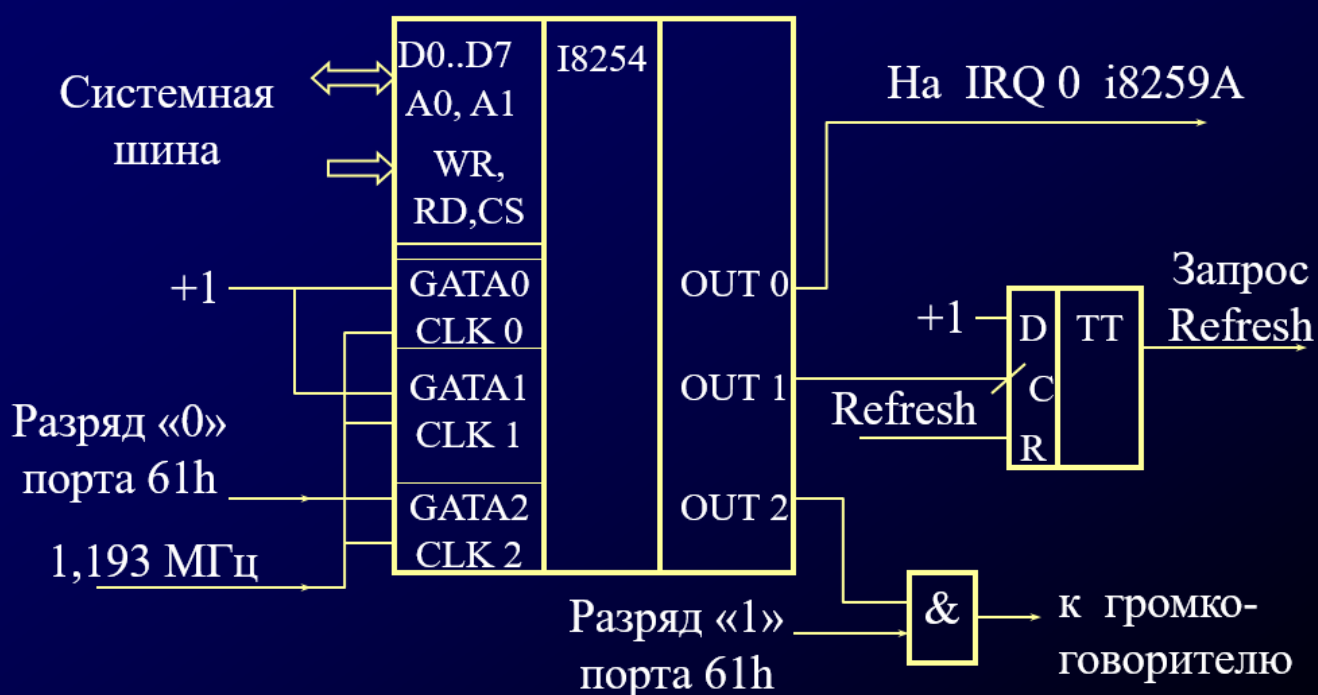 D0..D7
A0, A1
WR,
RD,CS
I8254
Системная
шина
На IRQ 0 i8259A
+1
GATA0
CLK 0
OUT 0
GATA1
CLK 1
OUT 1
Разряд «0»
порта 61h
GATA2
CLK 2
OUT 2
1,193 МГц
+1
D
TT
C
R
Refresh
Запрос
Refresh
Разряд «1»
порта 61h
&
к громко-
говорителю